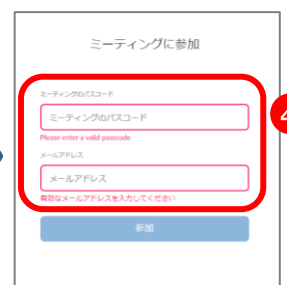 ミーティングに参加
ミーティングのパスコード
ミーティングのパスコード
Please enter a valid passcode
メールアドレス
メールアドレス
有効なメールアドレスを入力してください
参加